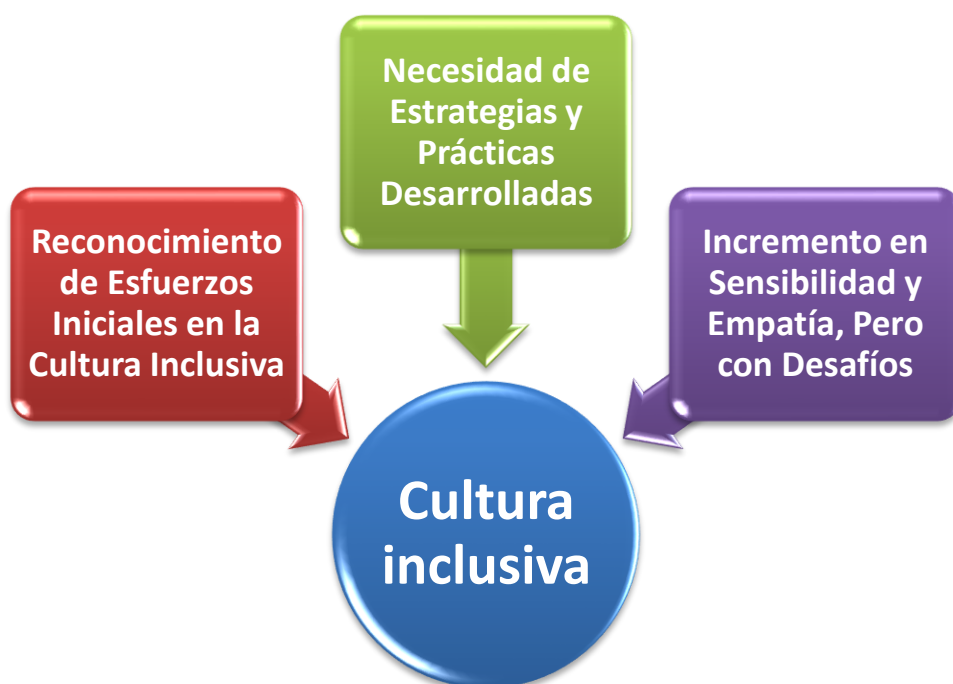 Necesidad de
Estrategias y
Prácticas
Desarrolladas
Reconocimiento
de Esfuerzos
Iniciales en la
Cultura Inclusiva
Incremento en
Sensibilidad y
Empatía, Pero
con Desafíos
Cultura
inclusiva